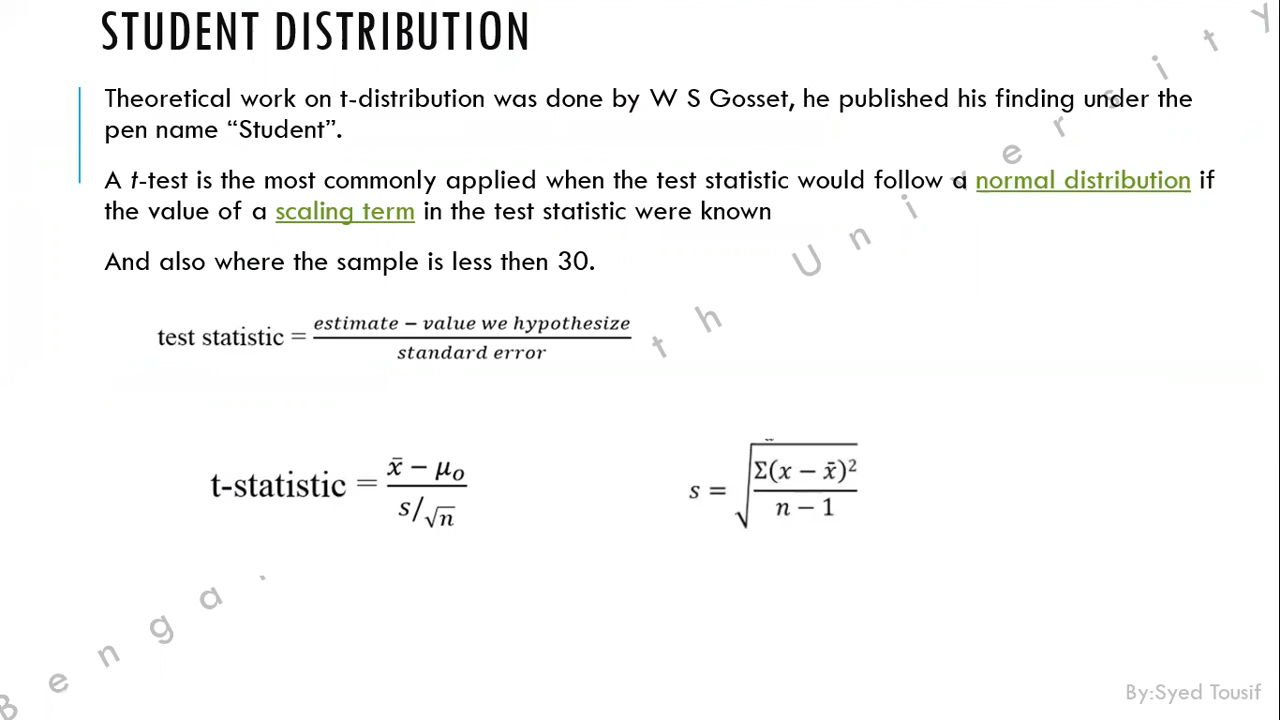 STUDENT DISTRIBUTION
Theoretical work on t-distribution was done by W S Gosset, he published his finding under the
pen name “Student”.
A t-test is the most commonly applied when the test statistic would follow a normal distribution if
the value of a scaling term in the test statistic were known
And also where the sample is less then 30.
test statistic = (estimate − value we hypothesize) / (standard error)
t-statistic = (x̄ − μₒ) / (s/√n)
s = √(Σ(x − x̄)² / (n − 1))
Benga
th University
By:Syed Tousif